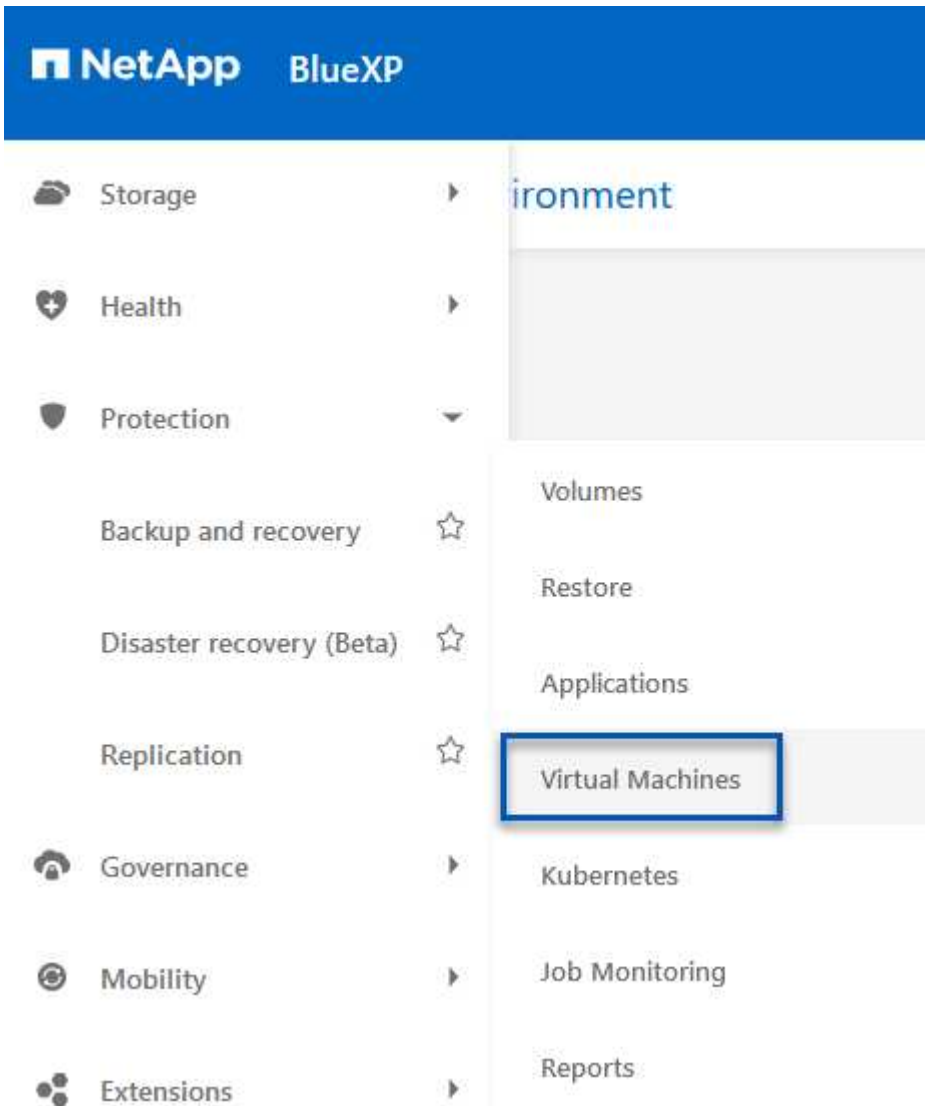 NetApp BlueXP
ironment
Storage
Health
Protection
Backup and recovery
Disaster recovery (Beta)
Replication
Governance
Mobility
Extensions
Volumes
Restore
Applications
Virtual Machines
Kubernetes
Job Monitoring
Reports